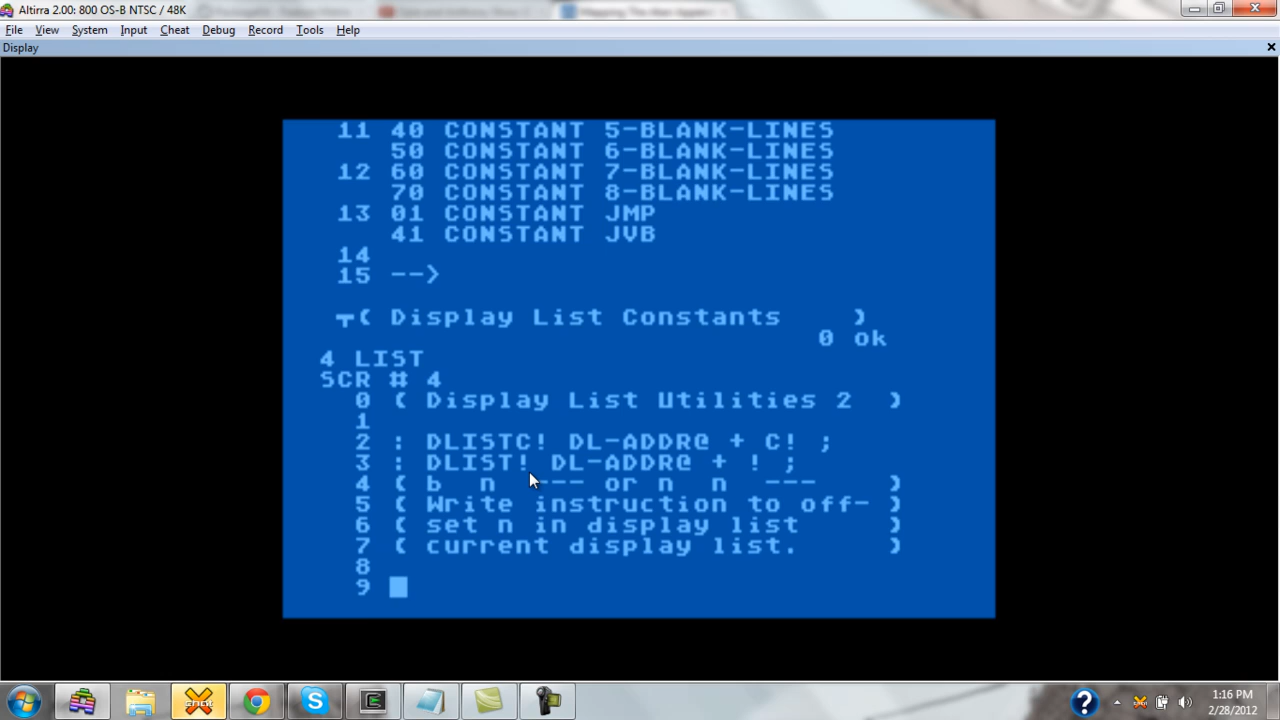 Altirra 2.00: 800 OS-B NTSC / 48K
File View System Input Cheat Debug Record Tools Help
Display
11 40 CONSTANT 5-BLANK-LINES
50 CONSTANT 6-BLANK-LINES
12 60 CONSTANT 7-BLANK-LINES
70 CONSTANT 8-BLANK-LINES
13 01 CONSTANT JMP
41 CONSTANT JVB
14
15 -->
( Display List Constants )
0 ok
4 LIST
SCR # 4
0 ( Display List Utilities 2 )
1
2 : DLISTC! DL-ADDR@ + C! ;
3 : DLIST! DL-ADDR@ + ! ;
4 ( b n --- or n n --- )
5 ( Write instruction to off- )
6 ( set n in display list )
7 ( current display list. )
8
9
1:16 PM
2/28/2012